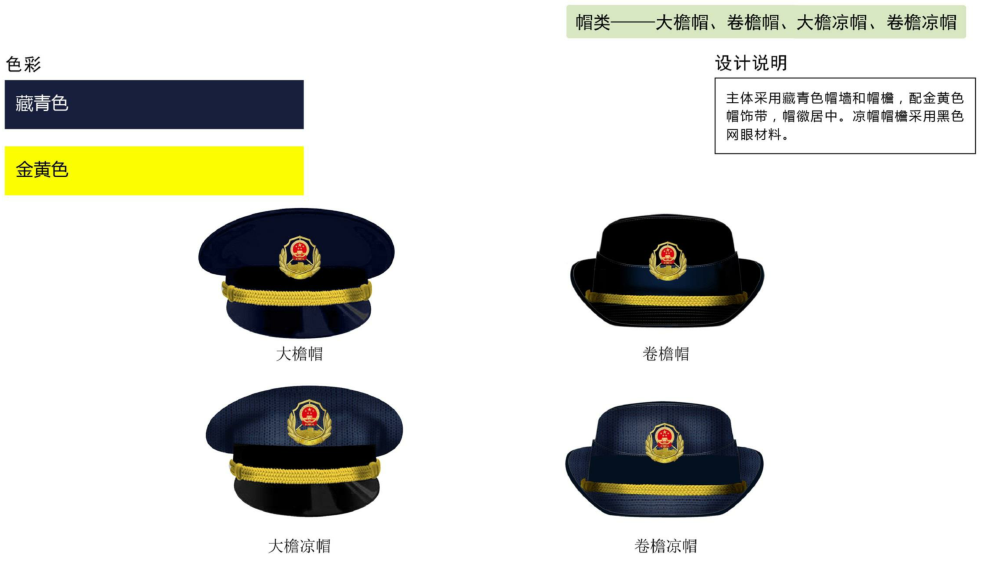 帽类———大檐帽、卷檐帽、大檐凉帽、卷檐凉帽
色彩
藏青色
金黄色
设计说明
主体采用藏青色帽墙和帽檐，配金黄色
帽饰带，帽徽居中。凉帽帽檐采用黑色
网眼材料。
大檐帽
卷檐帽
大檐凉帽
卷檐凉帽